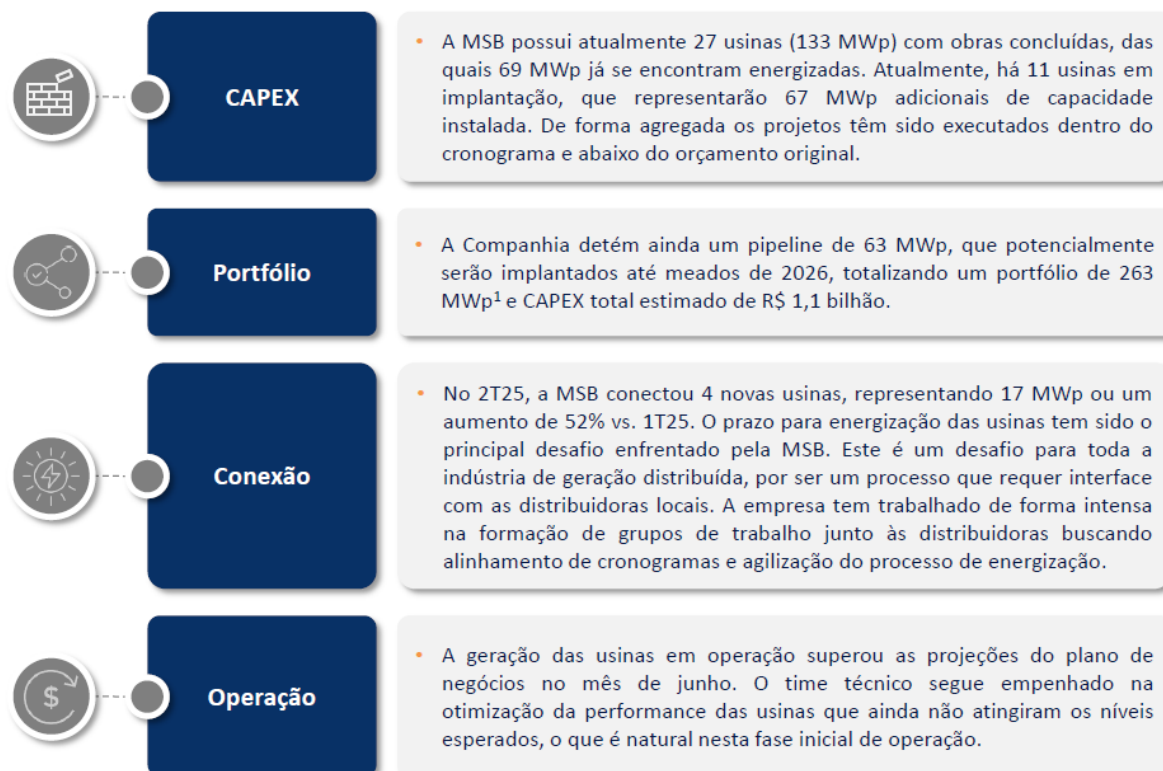 CAPEX
• A MSB possui atualmente 27 usinas (133 MWp) com obras concluídas, das
quais 69 MWp já se encontram energizadas. Atualmente, há 11 usinas em
implantação, que representarão 67 MWp adicionais de capacidade
instalada. De forma agregada os projetos têm sido executados dentro do
cronograma e abaixo do orçamento original.
Portfólio
• A Companhia detém ainda um pipeline de 63 MWp, que potencialmente
serão implantados até meados de 2026, totalizando um portfólio de 263
MWp¹ e CAPEX total estimado de R$ 1,1 bilhão.
Conexão
• No 2T25, a MSB conectou 4 novas usinas, representando 17 MWp ou um
aumento de 52% vs. 1T25. O prazo para energização das usinas tem sido o
principal desafio enfrentado pela MSB. Este é um desafio para toda a
indústria de geração distribuída, por ser um processo que requer interface
com as distribuidoras locais. A empresa tem trabalhado de forma intensa
na formação de grupos de trabalho junto às distribuidoras buscando
alinhamento de cronogramas e agilização do processo de energização.
$
Operação
• A geração das usinas em operação superou as projeções do plano de
negócios no mês de junho. O time técnico segue empenhado na
otimização da performance das usinas que ainda não atingiram os níveis
esperados, o que é natural nesta fase inicial de operação.